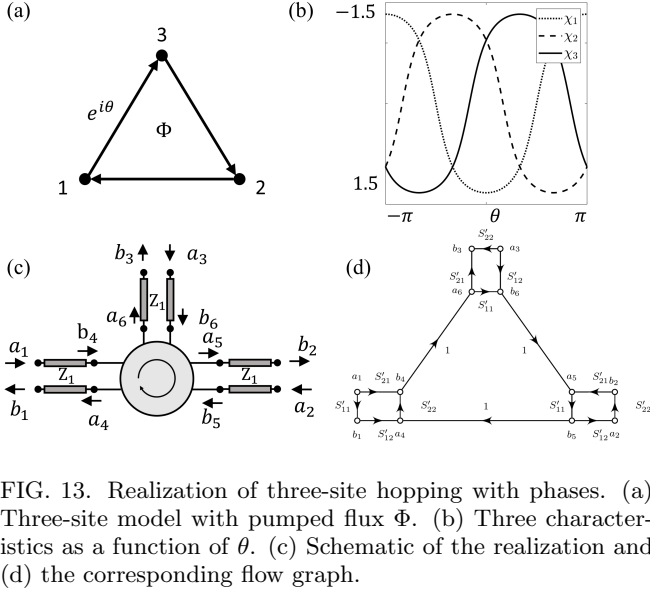 (a)
3
e^{iθ}
Φ
1
2
(b)
−1.5
1.5
−π
θ
π
χ₁
χ₂
χ₃
(c)
b₃
a₃
Z₁
a₆
b₆
a₁
b₄
a₅
b₂
Z₁
Z₁
b₁
a₄
b₅
a₂
(d)
S′₂₂
b₃
a₃
S′₂₁
S′₁₂
a₆
b₆
S′₁₁
1
1
a₁
S′₂₁
b₄
a₅
S′₂₁
b₂
S′₁₁
S′₂₂
S′₁₁
S′₂₂
1
b₁
S′₁₂
a₄
b₅
S′₁₂
a₂
FIG. 13. Realization of three-site hopping with phases. (a)
Three-site model with pumped flux Φ. (b) Three character-
istics as a function of θ. (c) Schematic of the realization and
(d) the corresponding flow graph.